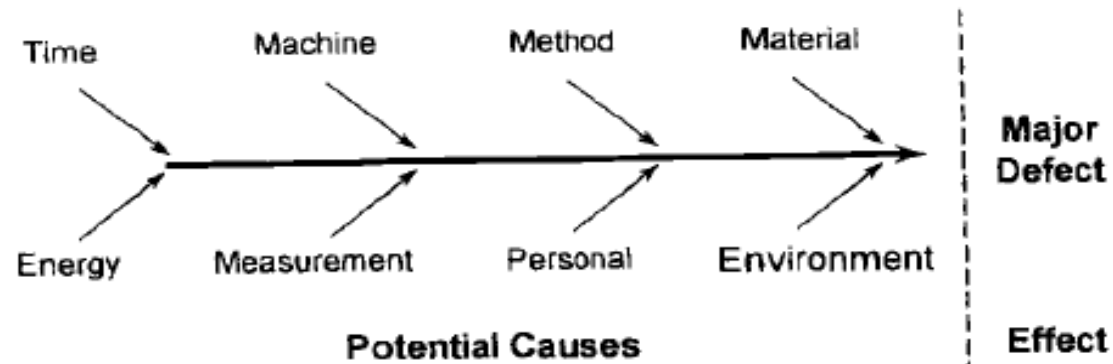 Time
Machine
Method
Material
Major
Defect
Energy
Measurement
Personal
Environment
Potential Causes
Effect